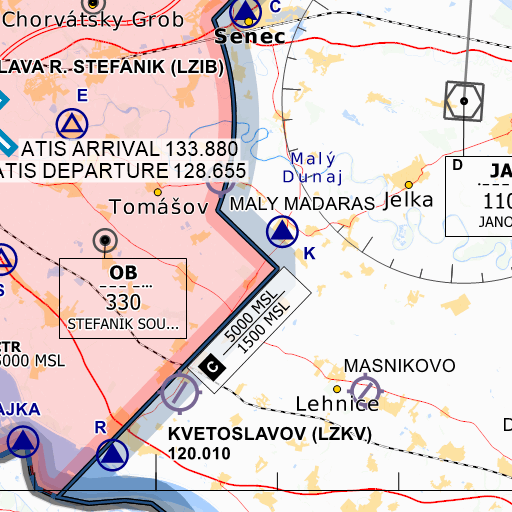 Chorvátsky Grob
C
Senec
LAVA R. STEFANIK (LZIB)
E
ATIS ARRIVAL 133.880
ATIS DEPARTURE 128.655
Malý
Dunaj
D
JA
110
JANO
Tomášov
MALY MADARAS
Jelka
K
OB
330
STEFANIK SOU...
S
5000 MSL
1500 MSL
C
CTR
5000 MSL
MASNIKOVO
Lehnice
AJKA
R
KVETOSLAVOV (LZKV)
120.010
D